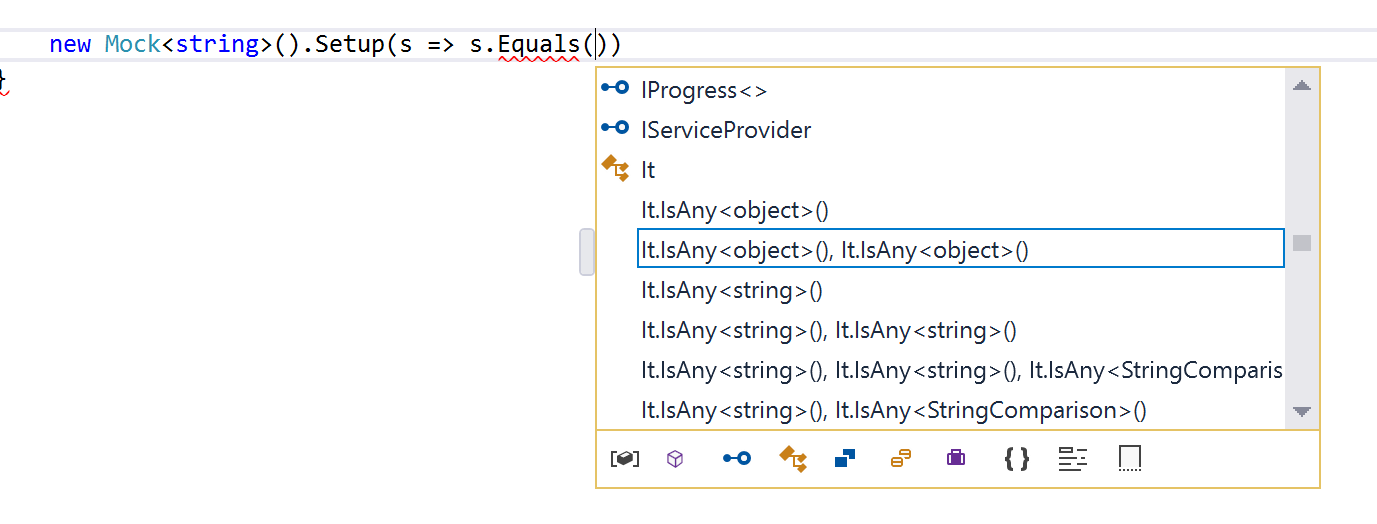 new Mock<string>().Setup(s => s.Equals())
}
IProgress<>
IServiceProvider
It
It.IsAny<object>()
It.IsAny<object>(), It.IsAny<object>()
It.IsAny<string>()
It.IsAny<string>(), It.IsAny<string>()
It.IsAny<string>(), It.IsAny<string>(), It.IsAny<StringComparis
It.IsAny<string>(), It.IsAny<StringComparison>()